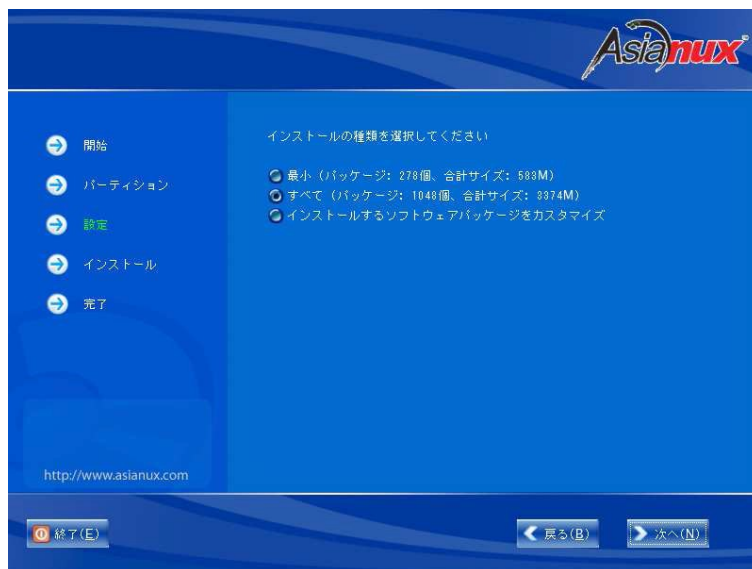 Asianux
開始
パーティション
設定
インストール
完了
インストールの種類を選択してください
最小 (パッケージ: 278個、合計サイズ: 583M)
すべて (パッケージ: 1048個、合計サイズ: 3374M)
インストールするソフトウェアパッケージをカスタマイズ
http://www.asianux.com
終了(E)
戻る(B)
次へ(N)